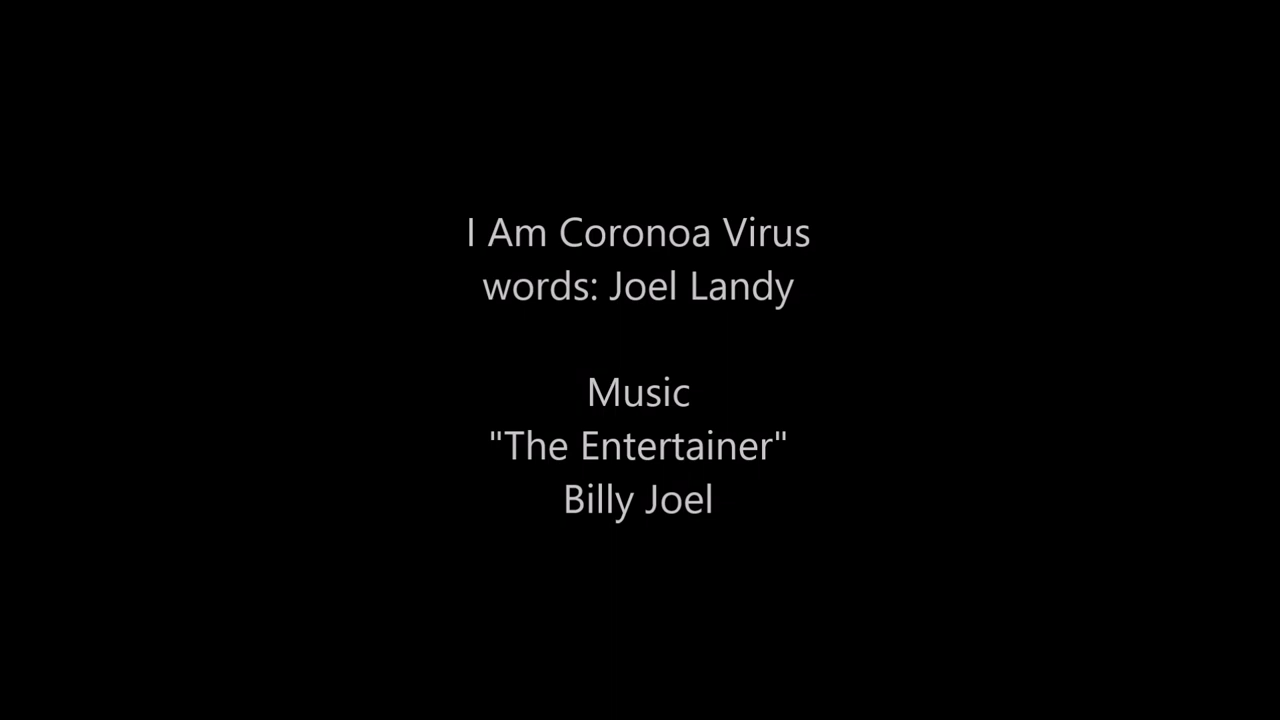 I Am Coronoa Virus
words: Joel Landy
Music
"The Entertainer"
Billy Joel